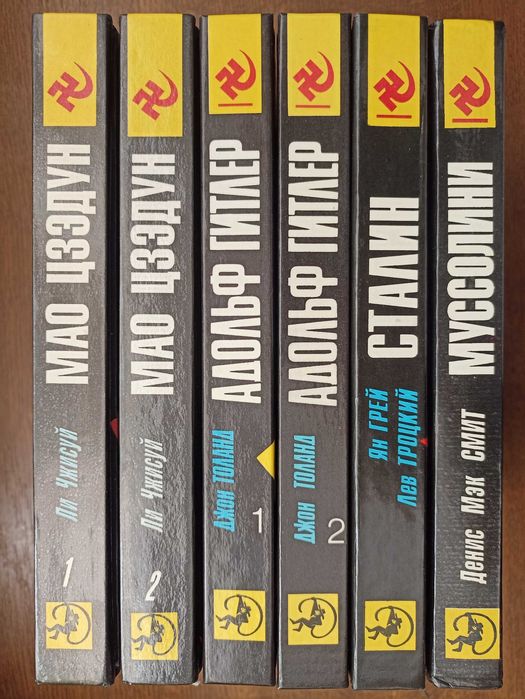 1 Ли Чжисуй МАО ЦЗЭДУН
2 Ли Чжисуй МАО ЦЗЭДУН
1 Джон ТОЛАНД АДОЛЬФ ГИТЛЕР
2 Джон ТОЛАНД АДОЛЬФ ГИТЛЕР
Ян ГРЕЙ
Лев ТРОЦКИЙ
СТАЛИН
Денис Мэк СМИТ МУССОЛИНИ